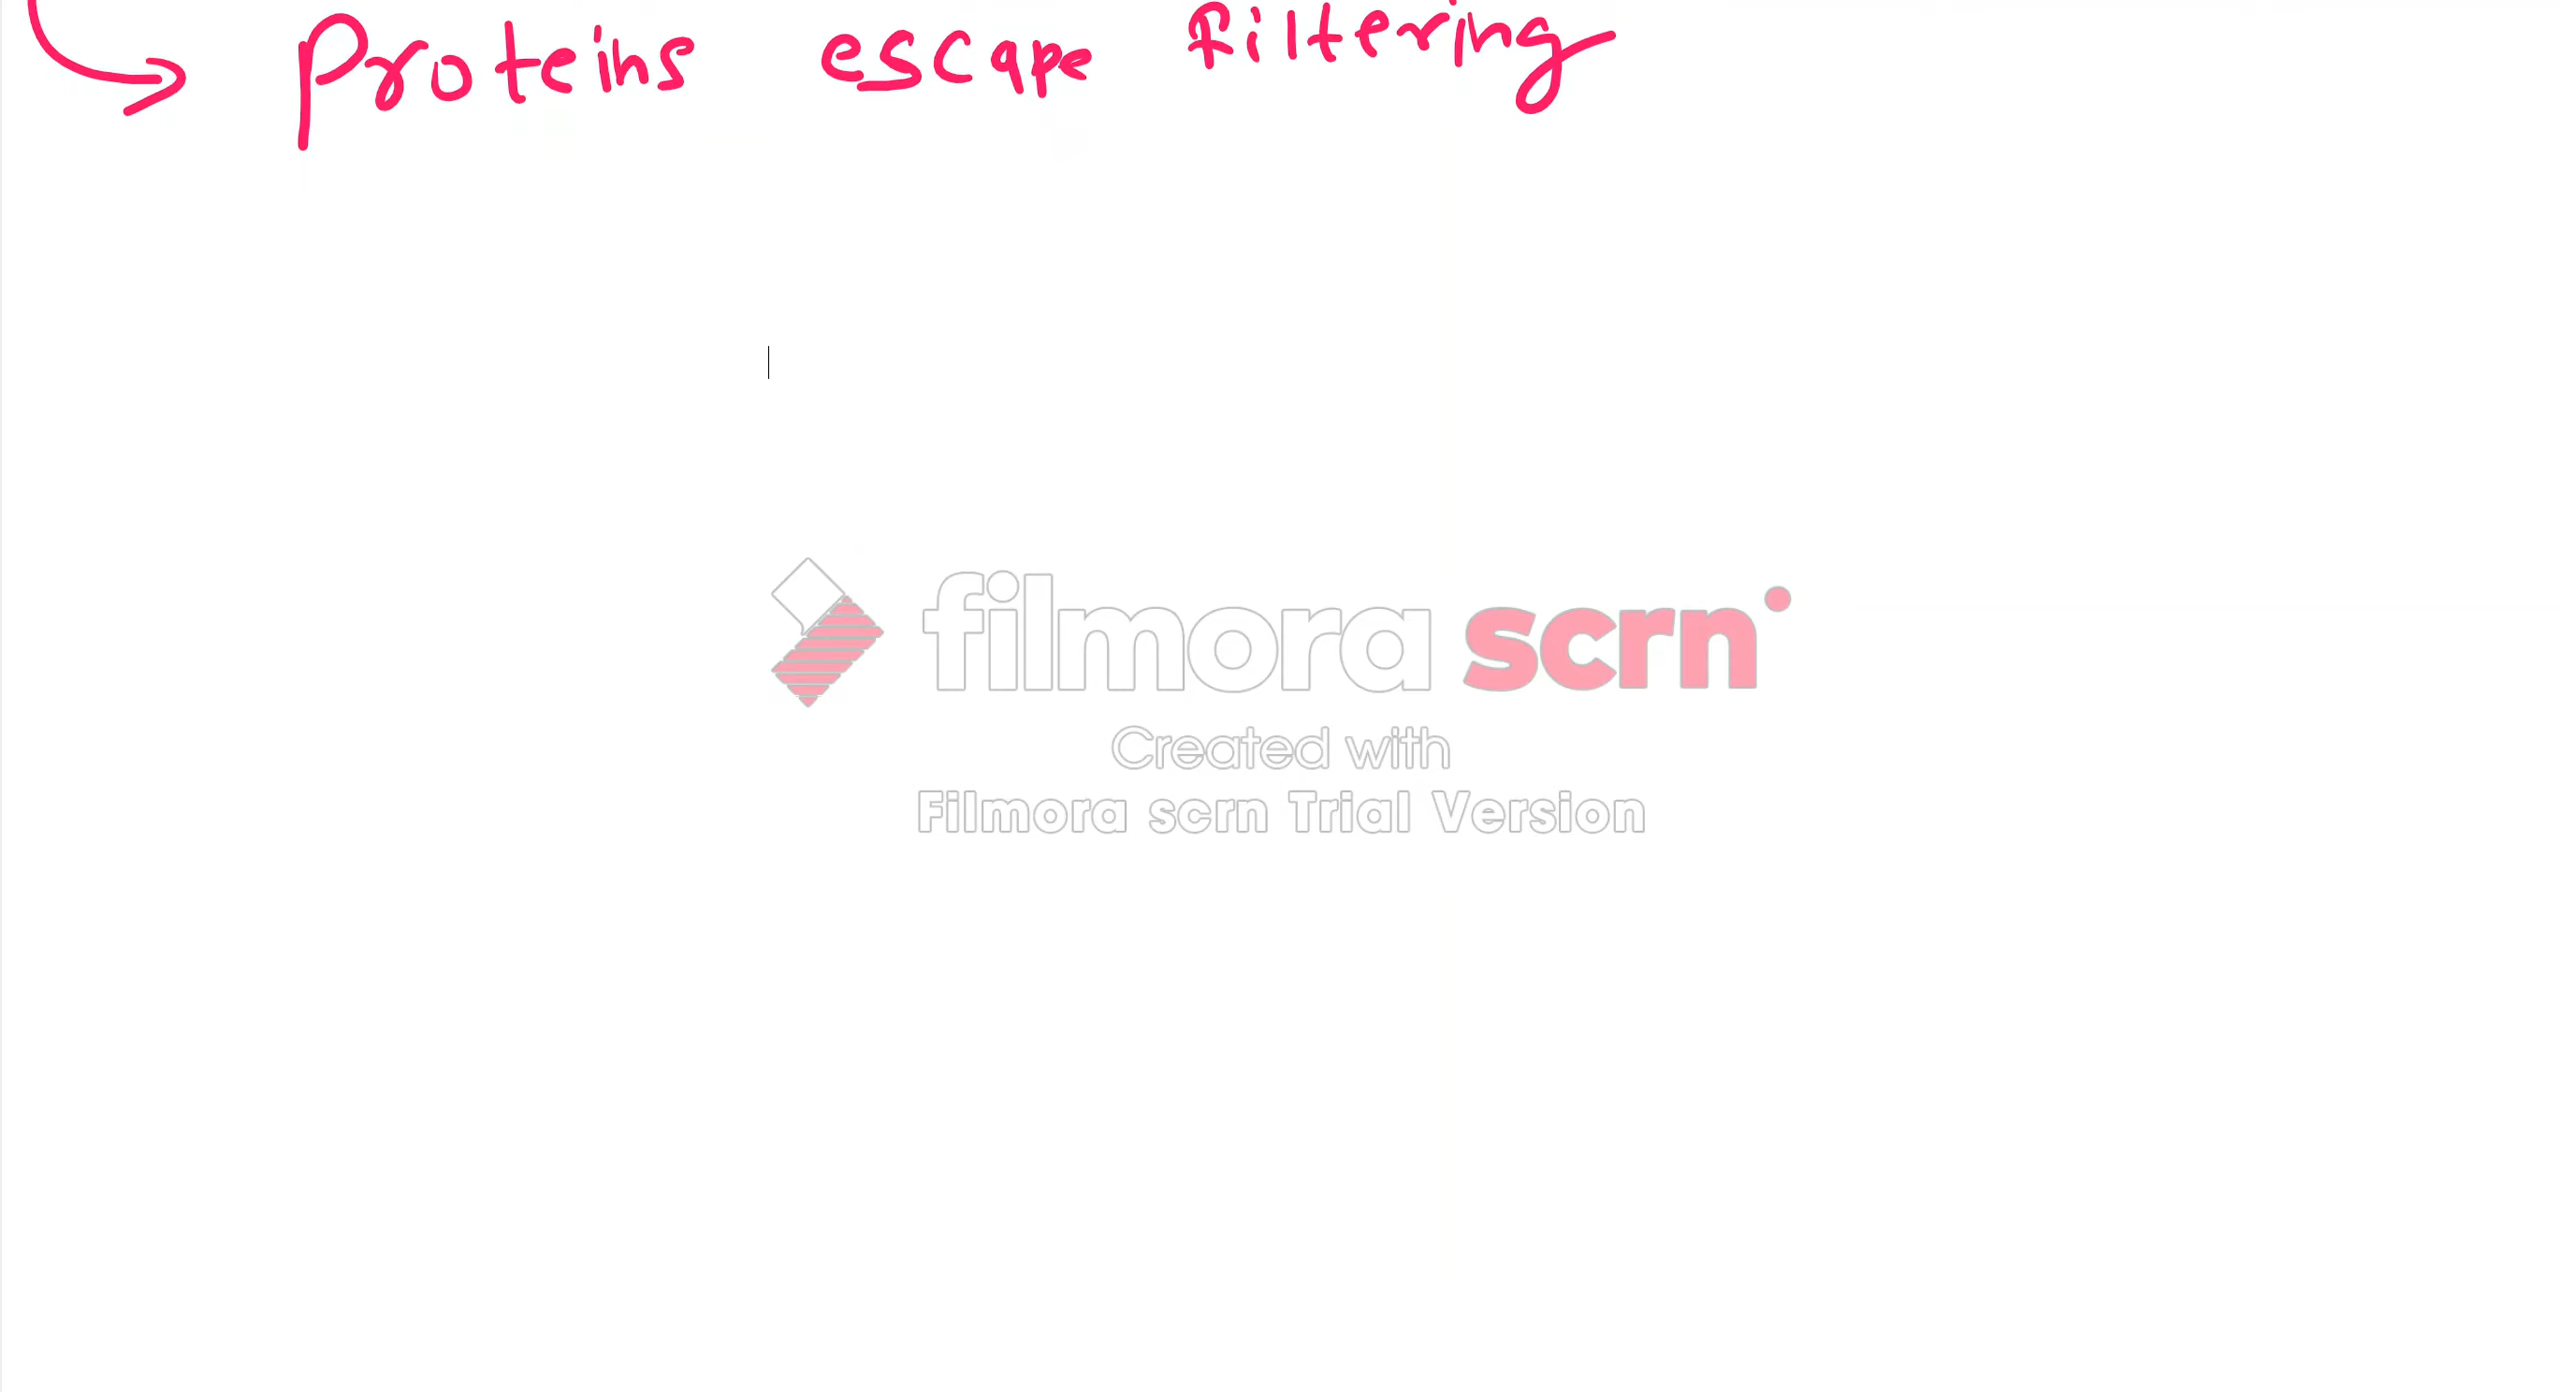 Proteins escape filtering
filmora scrn
Created with
Filmora scrn Trial Version